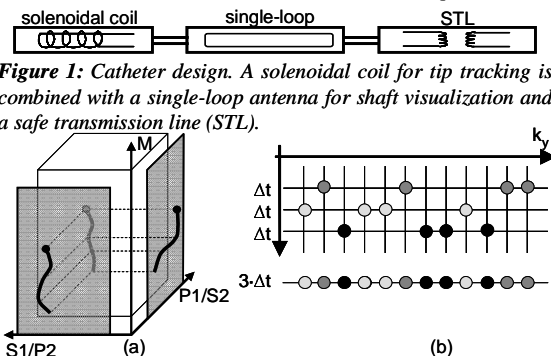 solenoidal coil single-loop STL
Figure 1: Catheter design. A solenoidal coil for tip tracking is
combined with a single-loop antenna for shaft visualization and
a safe transmission line (STL).
M
P1/S2
S1/P2
(a)
ky
Δt
Δt
Δt
3·Δt
(b)